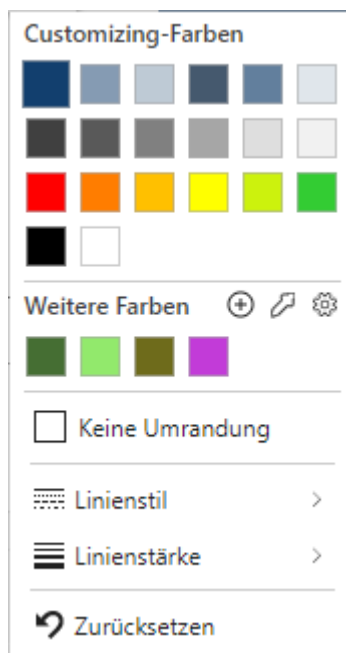 Customizing-Farben
Weitere Farben
Keine Umrandung
Linienstil
Linienstärke
Zurücksetzen